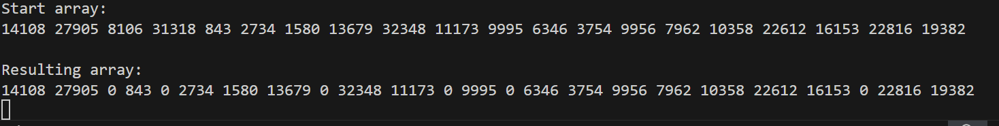 Start array:
14108 27905 8106 31318 843 2734 1580 13679 32348 11173 9995 6346 3754 9956 7962 10358 22612 16153 22816 19382
Resulting array:
14108 27905 0 843 0 2734 1580 13679 0 32348 11173 0 9995 0 6346 3754 9956 7962 10358 22612 16153 0 22816 19382